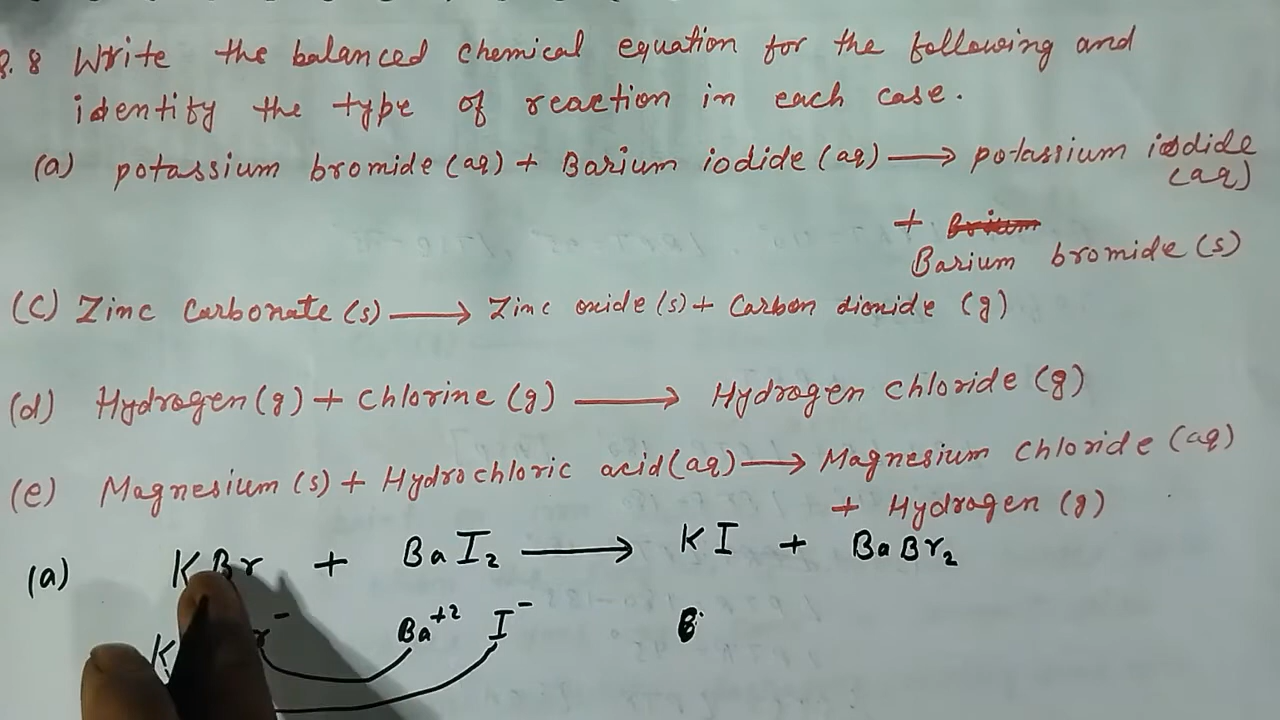 Q. 8 Write the balanced chemical equation for the following and
identify the type of reaction in each case.
(a) potassium bromide (aq) + Barium iodide (aq) ⟶ potassium iodide
(aq)
+
Barium bromide (s)
(C) Zinc Carbonate (s) ⟶ Zinc oxide (s) + Carbon dioxide (g)
(d) Hydrogen (g) + Chlorine (g) ⟶ Hydrogen Chloride (g)
(e) Magnesium (s) + Hydrochloric acid (aq) ⟶ Magnesium Chloride (aq)
+ Hydrogen (g)
(a) KBr + BaI₂ ⟶ KI + BaBr₂
K r⁻ Ba⁺² I⁻